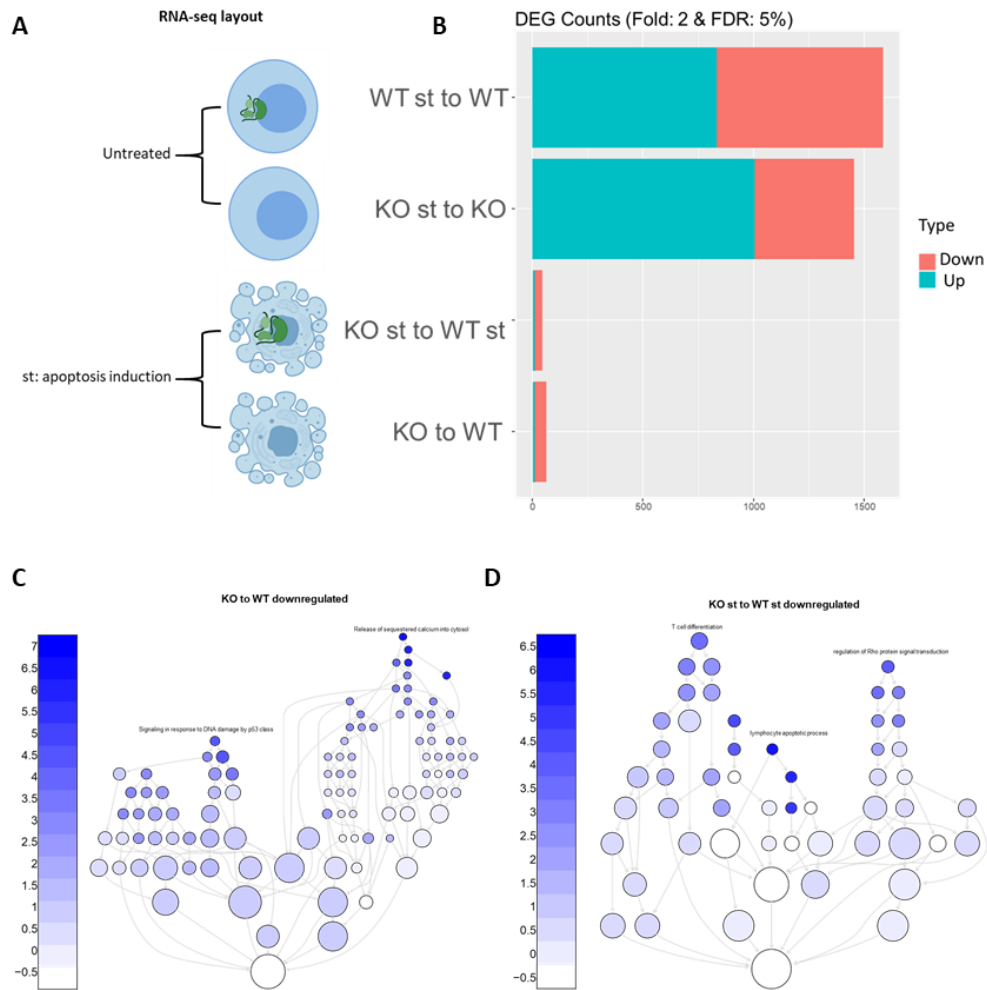 A
RNA-seq layout
Untreated
st: apoptosis induction
B
DEG Counts (Fold: 2 & FDR: 5%)
WT st to WT
KO st to KO
KO st to WT st
KO to WT
0
500
1000
1500
Type
Down
Up
C
KO to WT downregulated
Release of sequestered calcium into cytosol
Signaling in response to DNA damage by p53 class
7
6.5
6
5.5
5
4.5
4
3.5
3
2.5
2
1.5
1
0.5
0
−0.5
D
KO st to WT st downregulated
T cell differentiation
regulation of Rho protein signal transduction
lymphocyte apoptotic process
6.5
6
5.5
5
4.5
4
3.5
3
2.5
2
1.5
1
0.5
0
−0.5